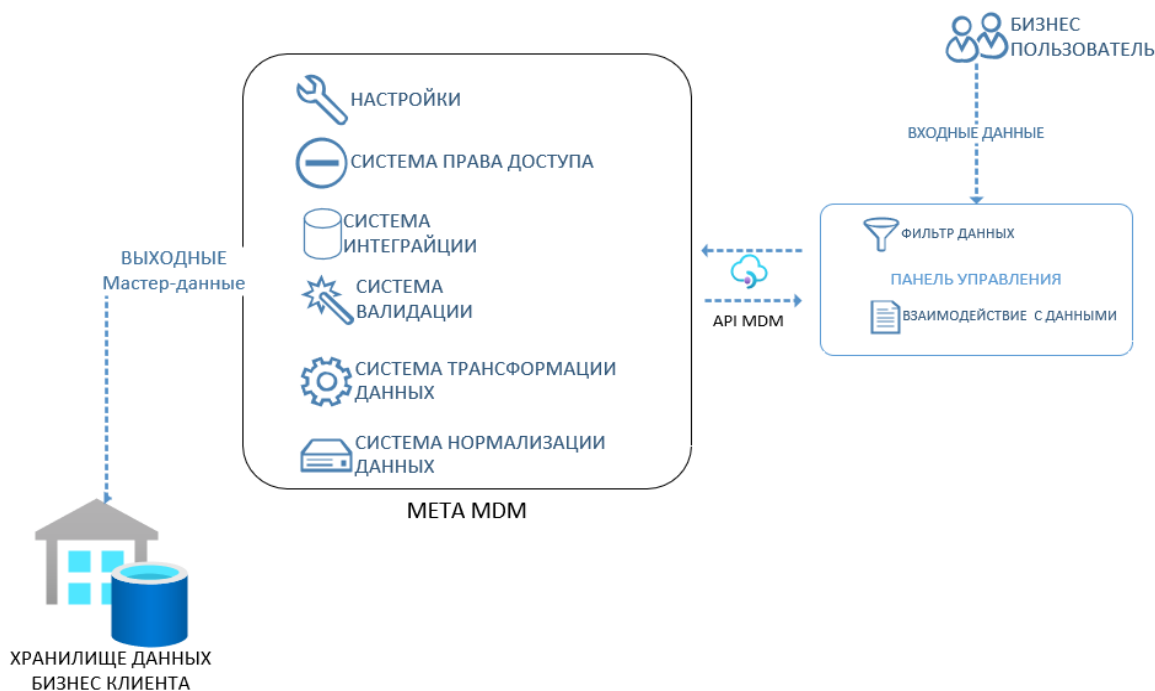 БИЗНЕС
ПОЛЬЗОВАТЕЛЬ
ВХОДНЫЕ ДАННЫЕ
НАСТРОЙКИ
СИСТЕМА ПРАВА ДОСТУПА
СИСТЕМА
ИНТЕГРАЙЦИИ
СИСТЕМА
ВАЛИДАЦИИ
СИСТЕМА ТРАНСФОРМАЦИИ
ДАННЫХ
СИСТЕМА НОРМАЛИЗАЦИИ
ДАННЫХ
META MDM
ФИЛЬТР ДАННЫХ
ПАНЕЛЬ УПРАВЛЕНИЯ
ВЗАИМОДЕЙСТВИЕ С ДАННЫМИ
API MDM
ВЫХОДНЫЕ
Мастер-данные
ХРАНИЛИЩЕ ДАННЫХ
БИЗНЕС КЛИЕНТА